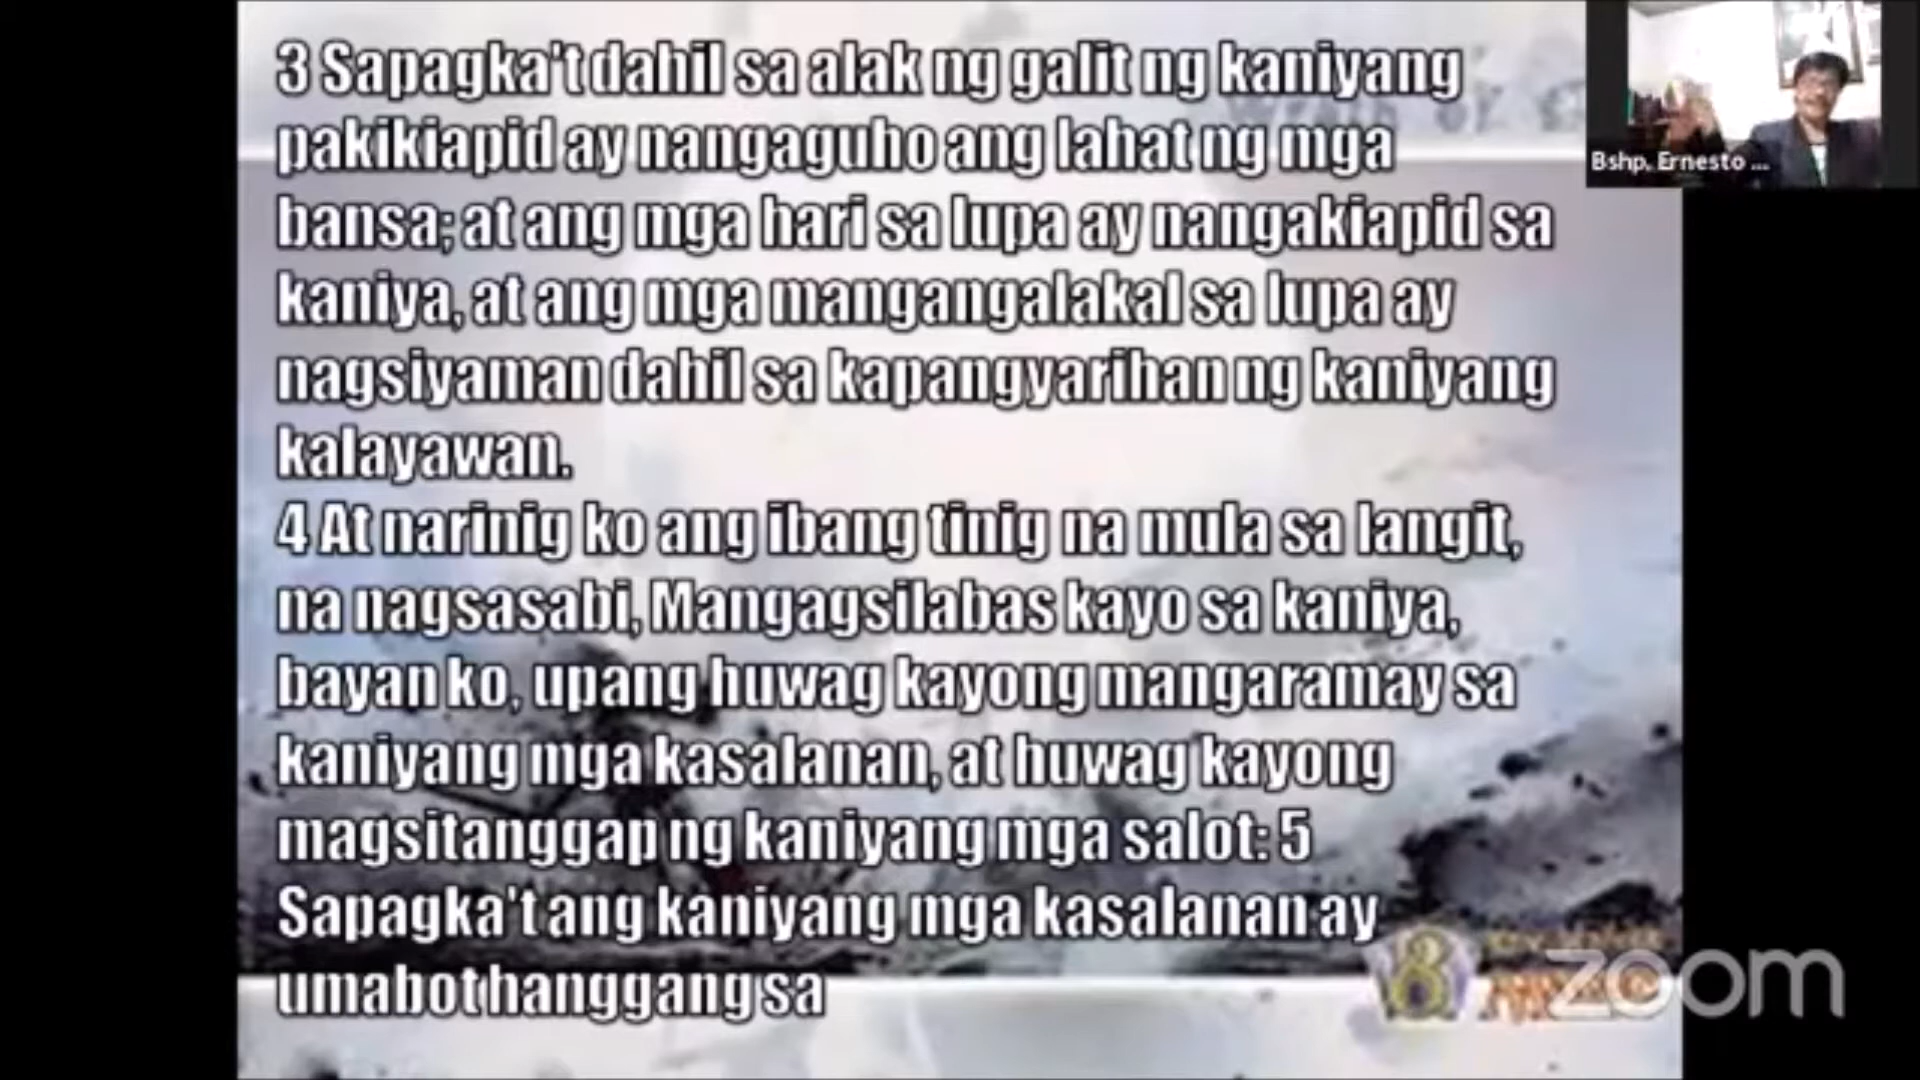 3 Sapagka't dahil sa alak ng galit ng kaniyang
pakikiapid ay nangaguho ang lahat ng mga
bansa; at ang mga hari sa lupa ay nangakiapid sa
kaniya, at ang mga mangangalakal sa lupa ay
nagsiyaman dahil sa kapangyarihan ng kaniyang
kalayawan.
4 At narinig ko ang ibang tinig na mula sa langit,
na nagsasabi, Mangagsilabas kayo sa kaniya,
bayan ko, upang huwag kayong mangaramay sa
kaniyang mga kasalanan, at huwag kayong
magsitanggap ng kaniyang mga salot: 5
Sapagka't ang kaniyang mga kasalanan ay
umabot hanggang sa
Bshp. Ernesto ...
zoom